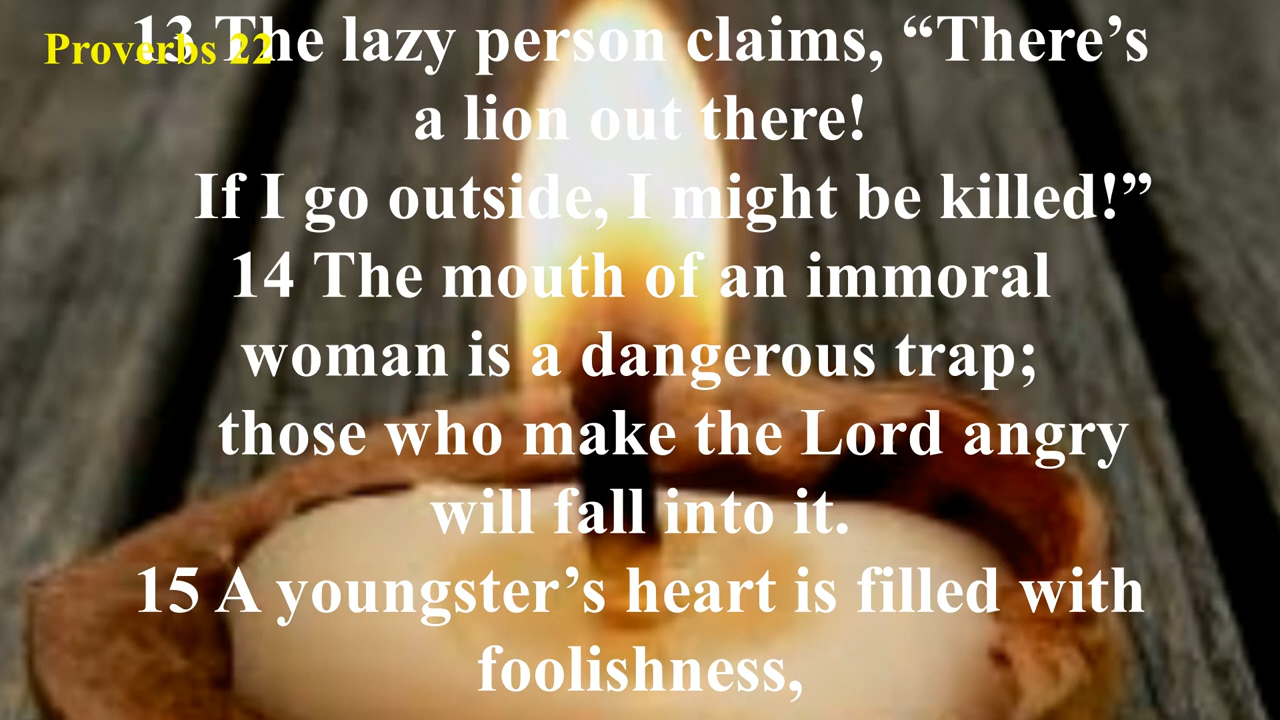 Proverbs 22
13 The lazy person claims, “There’s
a lion out there!
If I go outside, I might be killed!”
14 The mouth of an immoral
woman is a dangerous trap;
those who make the Lord angry
will fall into it.
15 A youngster’s heart is filled with
foolishness,